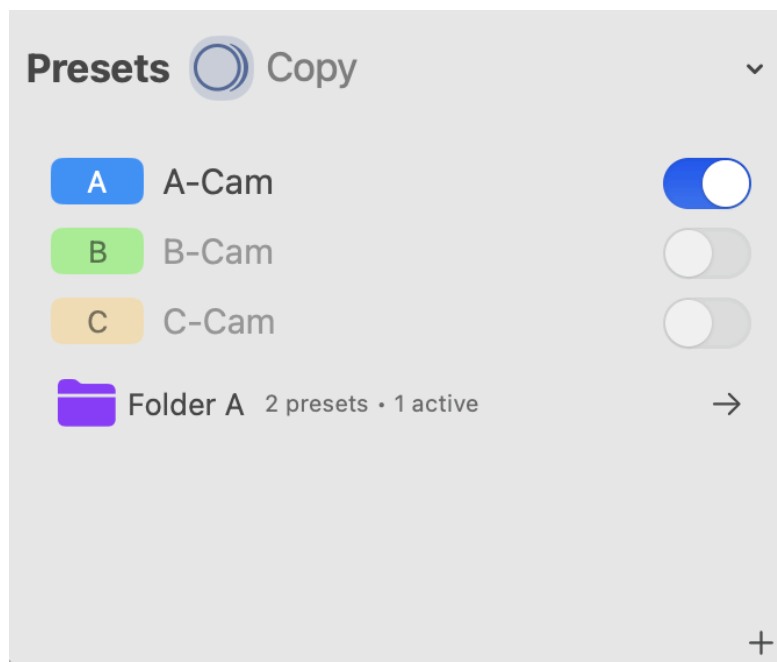 Presets Copy
A A-Cam
B B-Cam
C C-Cam
Folder A 2 presets • 1 active